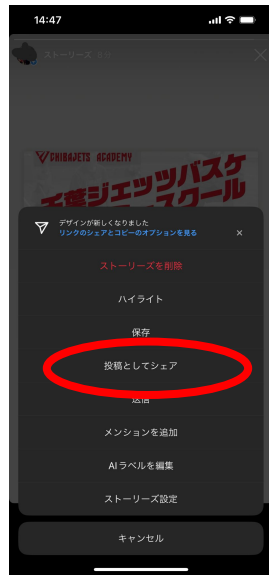 14:47
ストーリーズ
CHIBAJETS ACADEMY
千葉ジェッツバスケ
スクール
デザインが新しくなりました
リンクのシェアとコピーのオプションを見る
ストーリーズを削除
ハイライト
保存
投稿としてシェア
送信
メンションを追加
AIラベルを編集
ストーリーズ設定
キャンセル